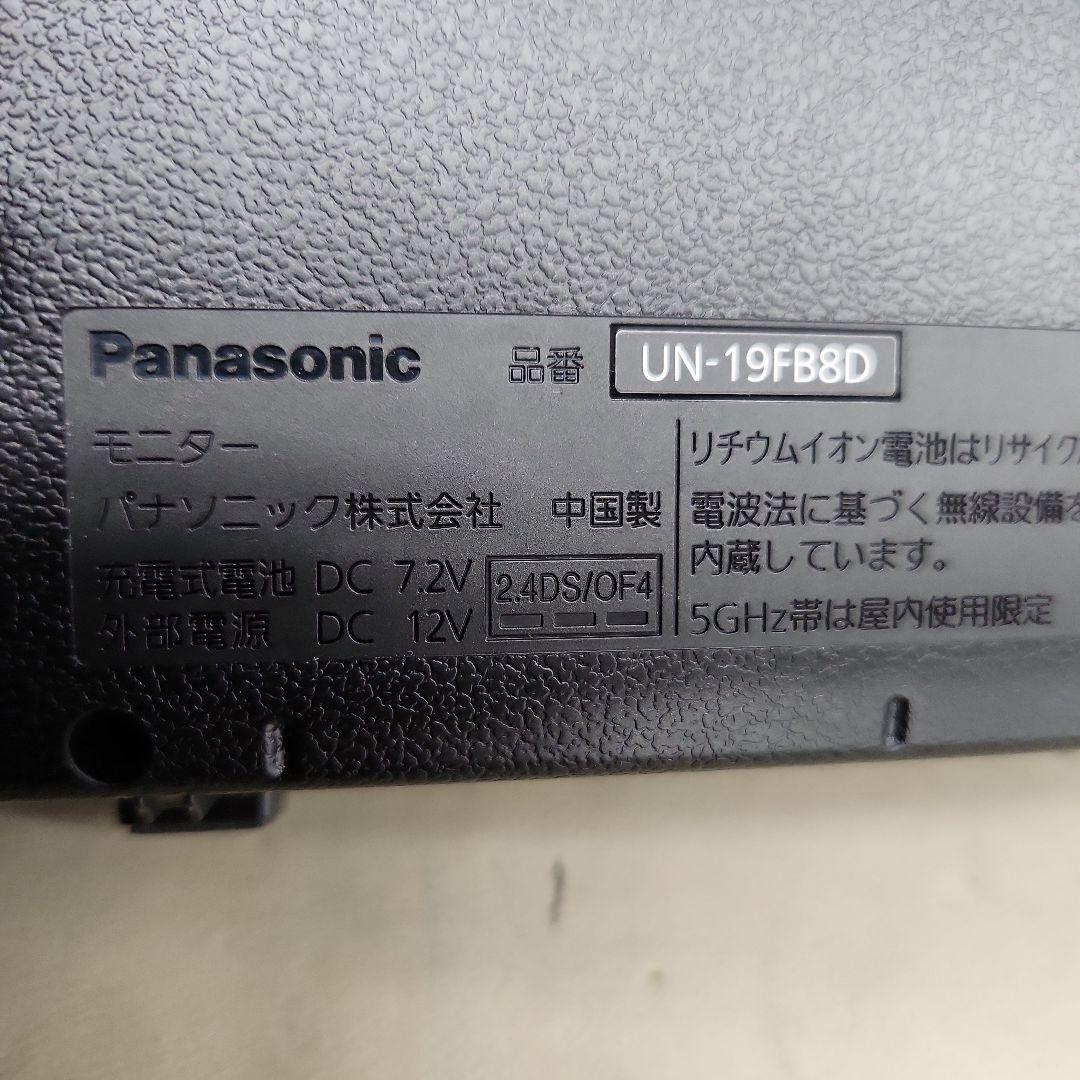 Panasonic 品番 UN-19FB8D
モニター
パナソニック株式会社 中国製
充電式電池 DC 7.2V
外部電源 DC 12V
2.4DS/OF4
リチウムイオン電池はリサイクル
電波法に基づく無線設備を
内蔵しています。
5GHz帯は屋内使用限定